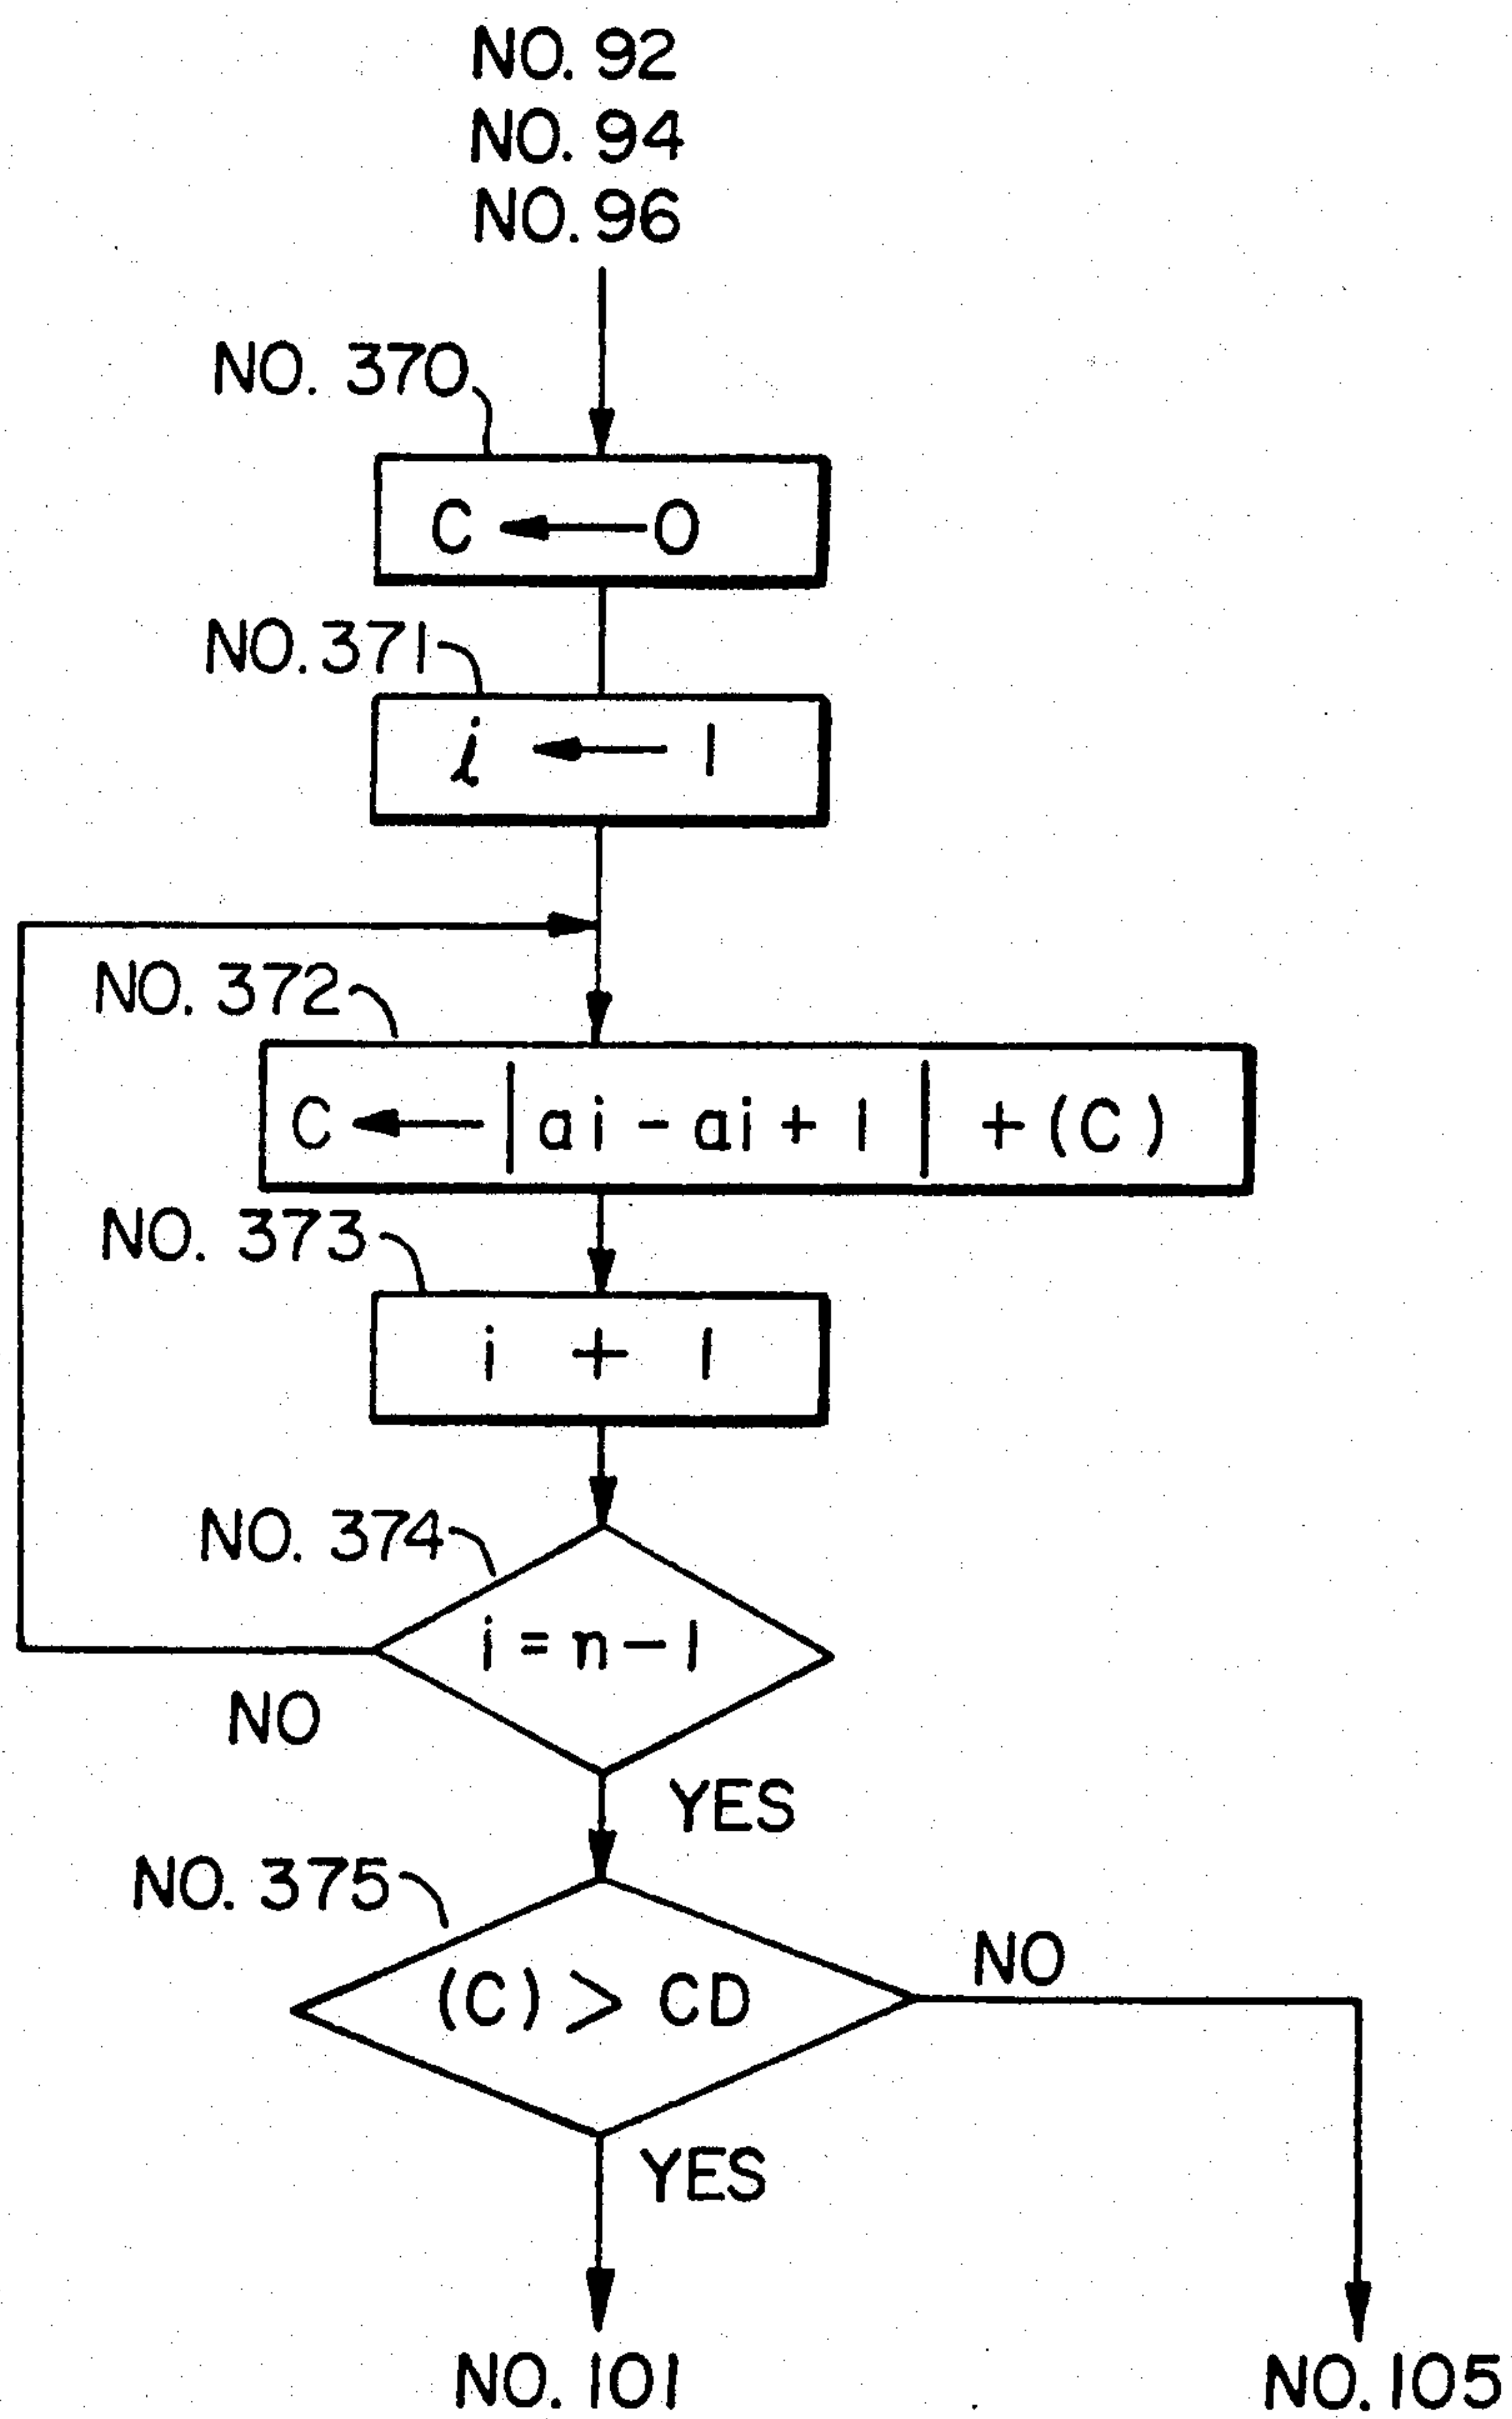 NO. 92
NO. 94
NO. 96
NO. 370
C ← O
NO. 371
i ← 1
NO. 372
C ← | ai - ai + 1 | + (C)
NO. 373
i + 1
NO. 374
i = n - 1
NO
YES
NO. 375
(C) > CD
NO
YES
NO. 101
NO. 105